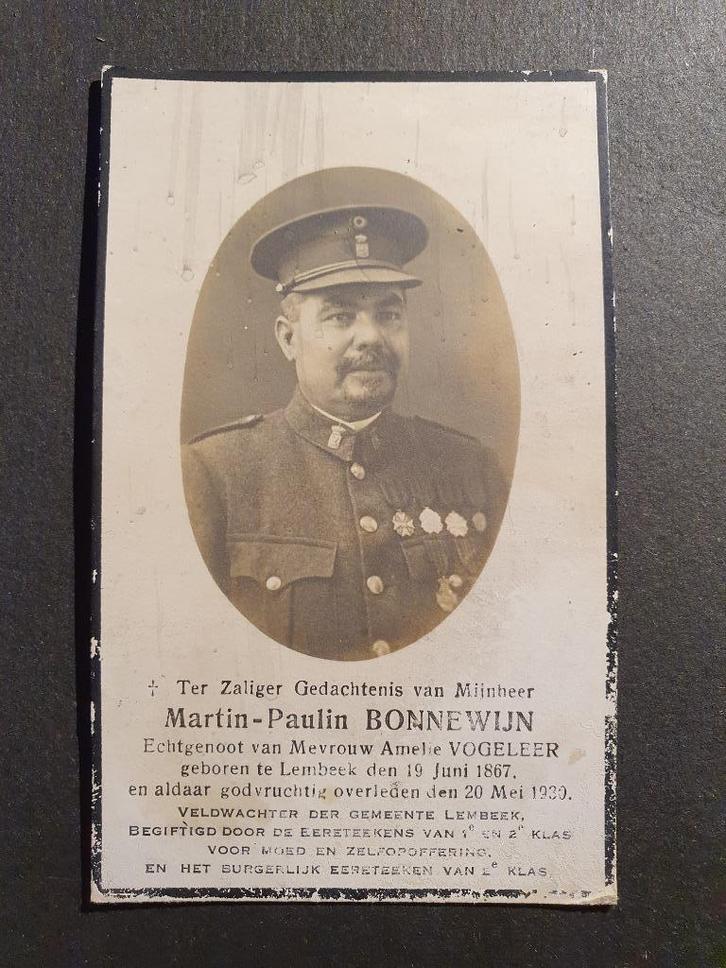 † Ter Zaliger Gedachtenis van Mijnheer
Martin-Paulin BONNEWIJN
Echtgenoot van Mevrouw Amelie VOGELEER
geboren te Lembeek den 19 Juni 1867,
en aldaar godvruchtig overleden den 20 Mei
VELDWACHTER DER GEMEENTE LEMBEEK,
BEGIFTIGD DOOR DE EERETEEKENS VAN 1e EN 2e KLAS
VOOR MOED EN ZELFOPOFFERING,
EN HET BURGERLIJK EERETEEKEN VAN KLAS